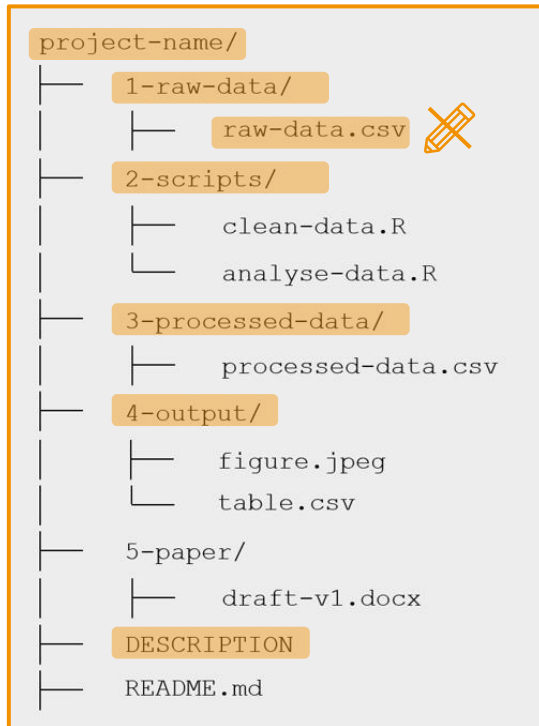 project-name/
1-raw-data/
raw-data.csv
2-scripts/
clean-data.R
analyse-data.R
3-processed-data/
processed-data.csv
4-output/
figure.jpeg
table.csv
5-paper/
draft-v1.docx
DESCRIPTION
README.md